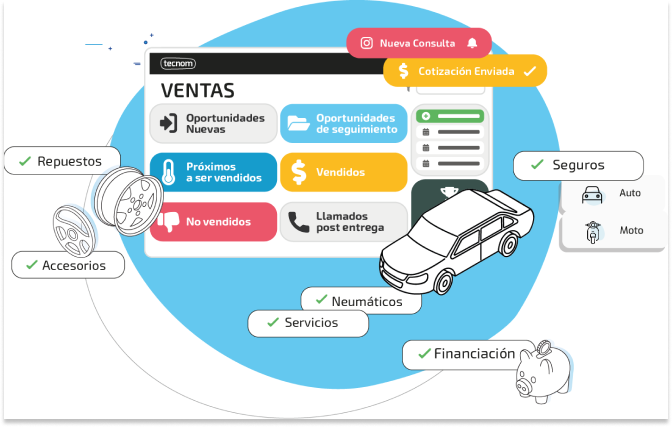 Nueva Consulta
Cotización Enviada
tecnom
VENTAS
Oportunidades
Nuevas
Oportunidades
de seguimiento
Próximos
a ser vendidos
Vendidos
No vendidos
Llamados
post entrega
Repuestos
Accesorios
Seguros
Auto
Moto
Neumáticos
Servicios
Financiación